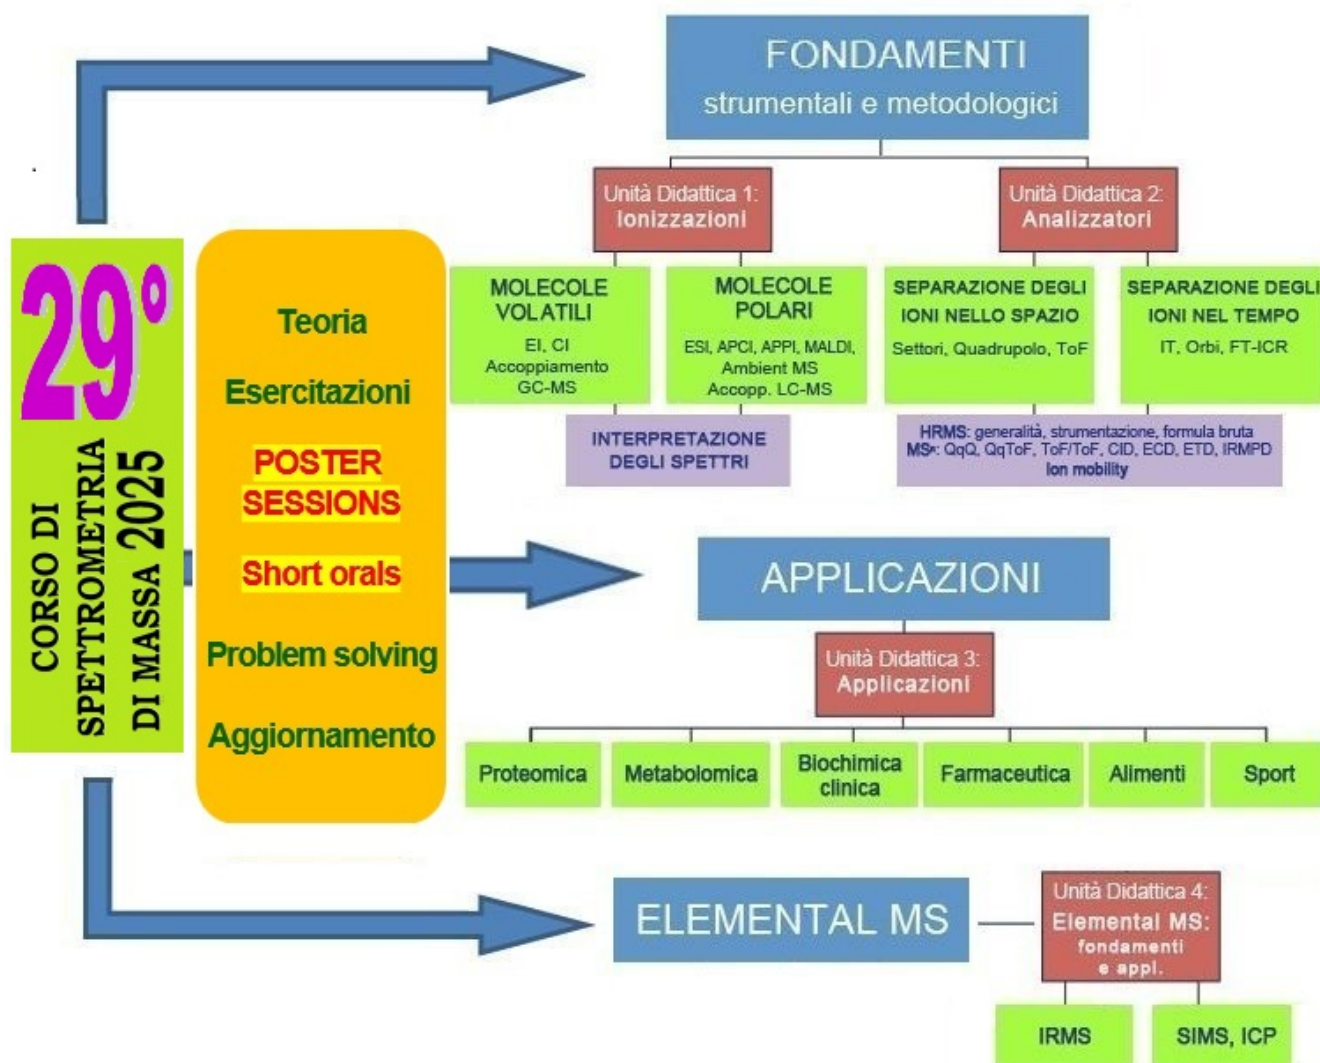 29°
CORSO DI
SPETTROMETRIA
DI MASSA 2025
Teoria
Esercitazioni
POSTER
SESSIONS
Short orals
Problem solving
Aggiornamento
FONDAMENTI
strumentali e metodologici
Unità Didattica 1:
Ionizzazioni
MOLECOLE
VOLATILI
EI, CI
Accoppiamento
GC-MS
MOLECOLE
POLARI
ESI, APCI, APPI, MALDI,
Ambient MS
Accopp. LC-MS
INTERPRETAZIONE
DEGLI SPETTRI
Unità Didattica 2:
Analizzatori
SEPARAZIONE DEGLI
IONI NELLO SPAZIO
Settori, Quadrupolo, ToF
SEPARAZIONE DEGLI
IONI NEL TEMPO
IT, Orbi, FT-ICR
HRMS: generalità, strumentazione, formula bruta
MSⁿ: QqQ, QqToF, ToF/ToF, CID, ECD, ETD, IRMPD
Ion mobility
APPLICAZIONI
Unità Didattica 3:
Applicazioni
Proteomica
Metabolomica
Biochimica
clinica
Farmaceutica
Alimenti
Sport
ELEMENTAL MS
Unità Didattica 4:
Elemental MS:
fondamenti
e appl.
IRMS
SIMS, ICP